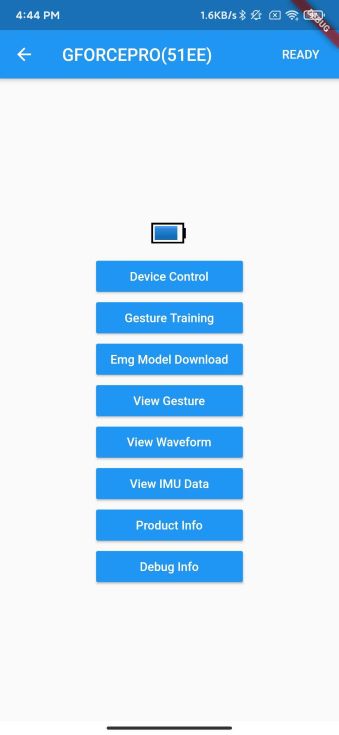 4:44 PM
1.6KB/s
DEBUG
GFORCEPRO(51EE)
READY
Device Control
Gesture Training
Emg Model Download
View Gesture
View Waveform
View IMU Data
Product Info
Debug Info